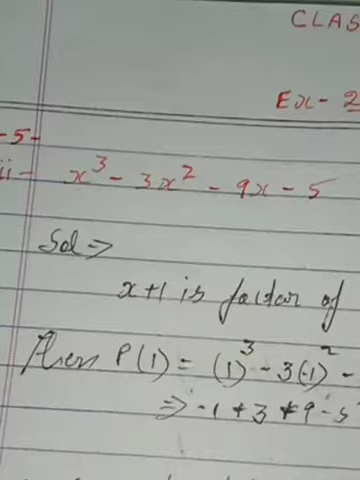 CLAS
Ex - 2
-5-
ii - x³ - 3x² - 9x - 5
Sol ⇒
x+1 is factor of
then P(1) = (1)³ - 3(-1)² -
⇒ -1 + 3 + 9 - 5